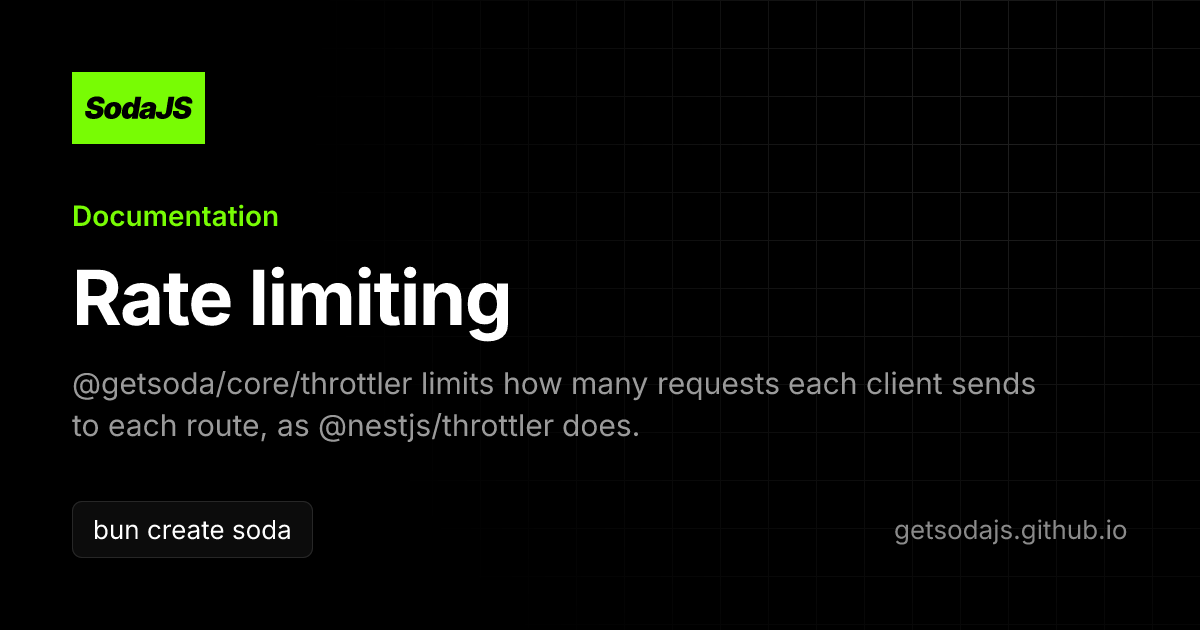 SodaJS
Documentation
Rate limiting
@getsoda/core/throttler limits how many requests each client sends
to each route, as @nestjs/throttler does.
bun create soda
getsodajs.github.io